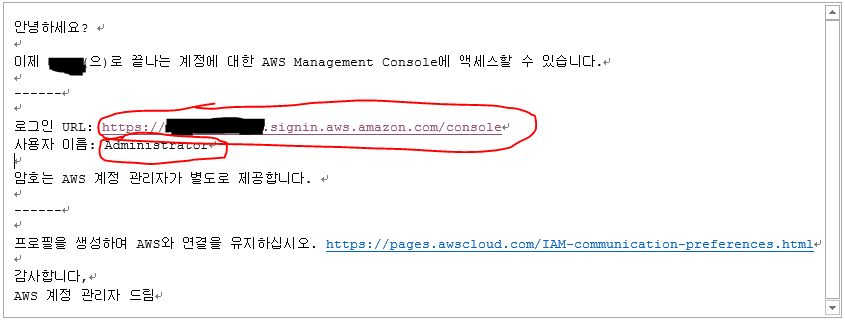 안녕하세요?
이제 (으)로 끝나는 계정에 대한 AWS Management Console에 액세스할 수 있습니다.
------
로그인 URL: https://.signin.aws.amazon.com/console
사용자 이름: Administrator
암호는 AWS 계정 관리자가 별도로 제공합니다.
------
프로필을 생성하며 AWS와 연결을 유지하십시오. https://pages.awscloud.com/IAM-communication-preferences.html
감사합니다,
AWS 계정 관리자 드림